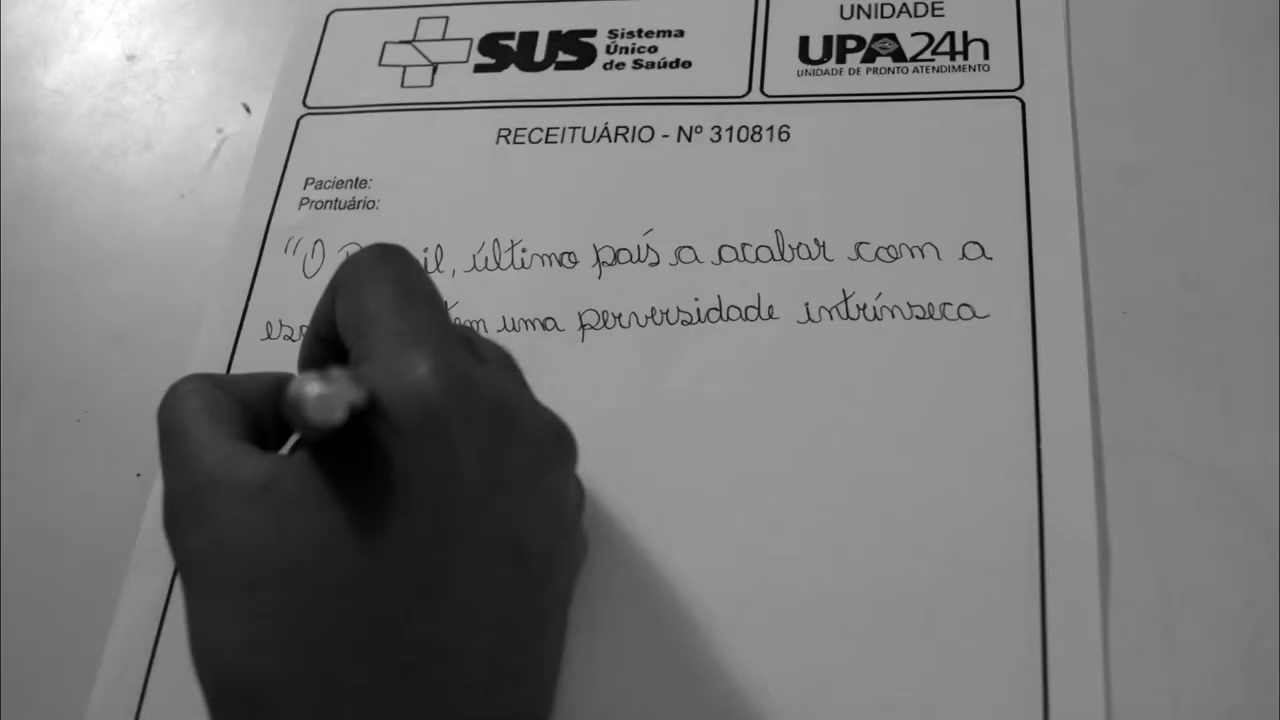 SUS Sistema
Único
de Saúde
UNIDADE
UPA24h
UNIDADE DE PRONTO ATENDIMENTO
RECEITUÁRIO - Nº 310816
Paciente:
Prontuário:
"O último país a acabar com a
uma perversidade intrínseca